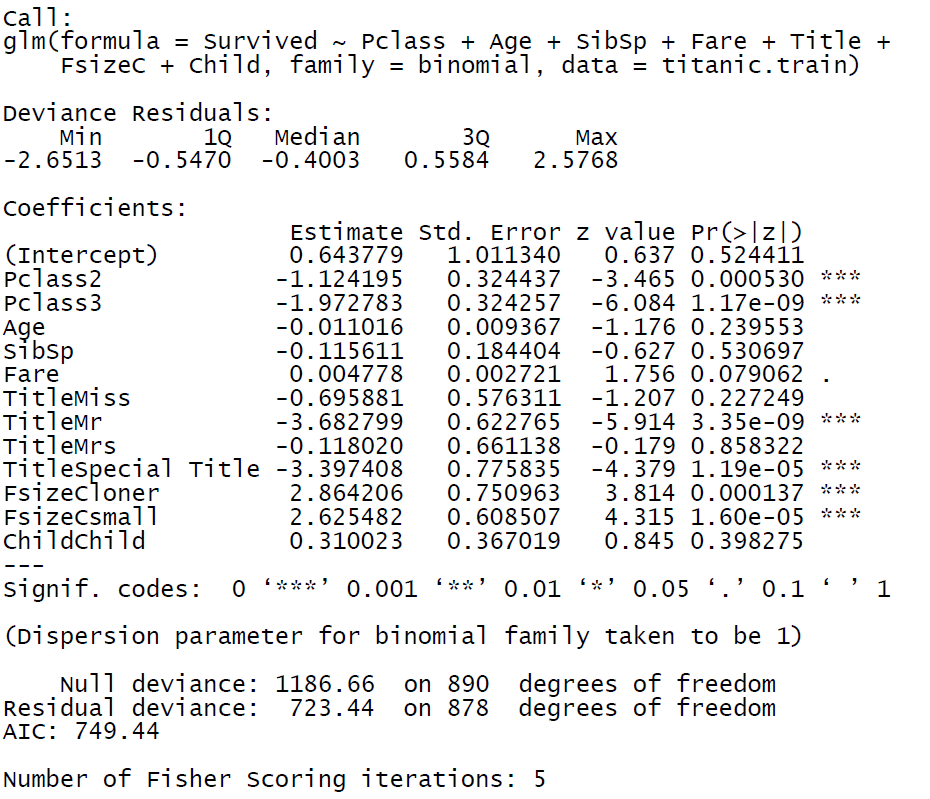 Call:
glm(formula = Survived ~ Pclass + Age + SibSp + Fare + Title +
    FsizeC + Child, family = binomial, data = titanic.train)

Deviance Residuals:
    Min       1Q   Median       3Q      Max
-2.6513  -0.5470  -0.4003   0.5584   2.5768

Coefficients:
                    Estimate Std. Error z value Pr(>|z|)
(Intercept)         0.643779   1.011340   0.637 0.524411
Pclass2            -1.124195   0.324437  -3.465 0.000530 ***
Pclass3            -1.972783   0.324257  -6.084 1.17e-09 ***
Age                -0.011016   0.009367  -1.176 0.239553
SibSp              -0.115611   0.184404  -0.627 0.530697
Fare                0.004778   0.002721   1.756 0.079062 .
TitleMiss          -0.695881   0.576311  -1.207 0.227249
TitleMr            -3.682799   0.622765  -5.914 3.35e-09 ***
TitleMrs           -0.118020   0.661138  -0.179 0.858322
TitleSpecial Title -3.397408   0.775835  -4.379 1.19e-05 ***
FsizeCloner         2.864206   0.750963   3.814 0.000137 ***
FsizeCsmall         2.625482   0.608507   4.315 1.60e-05 ***
ChildChild          0.310023   0.367019   0.845 0.398275
---
Signif. codes:  0 ‘***’ 0.001 ‘**’ 0.01 ‘*’ 0.05 ‘.’ 0.1 ‘ ’ 1

(Dispersion parameter for binomial family taken to be 1)

    Null deviance: 1186.66  on 890  degrees of freedom
Residual deviance:  723.44  on 878  degrees of freedom
AIC: 749.44

Number of Fisher Scoring iterations: 5